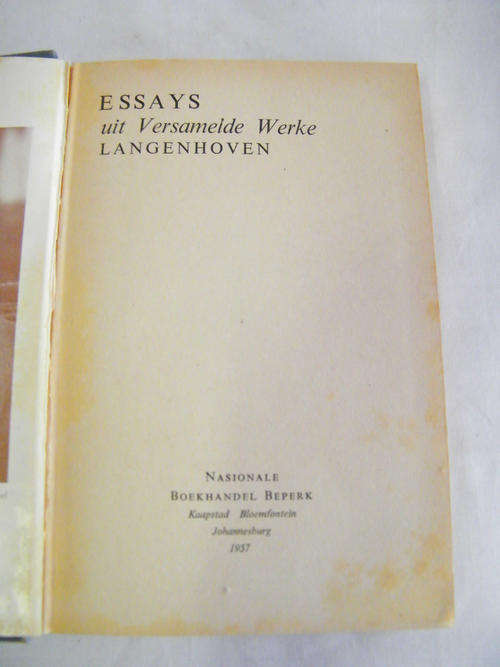 ESSAYS
uit Versamelde Werke
LANGENHOVEN
NASIONALE
BOEKHANDEL BEPERK
Kaapstad Bloemfontein
Johannesburg
1957